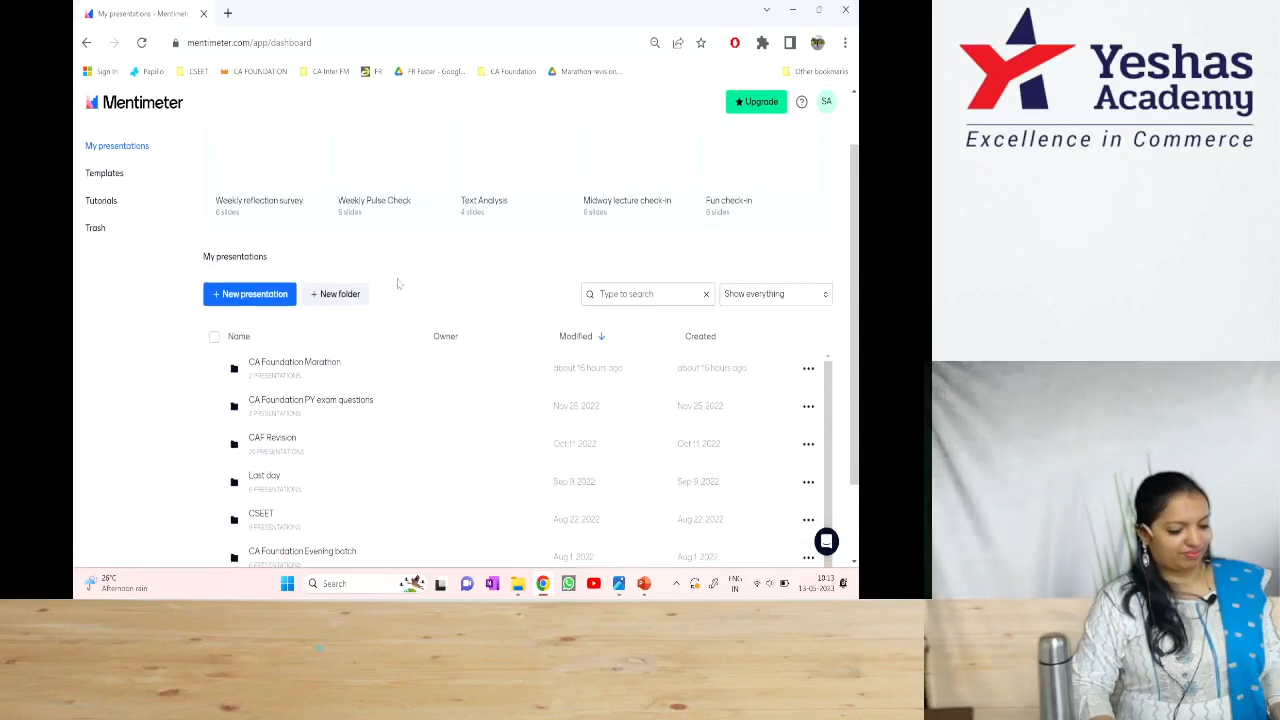 My presentations - Mentimet
mentimeter.com/app/dashboard
Sign In
Papilio
CSEET
CA FOUNDATION
CA Inter FM
FR
FR Faster - Googl...
CA Foundation
Marathon revis on...
Other bookmarks
Mentimeter
Upgrade
SA
My presentations
Templates
Tutorials
Trash
Weekly reflection survey
6 slides
Weekly Pulse Check
6 slides
Text Analysis
4 slides
Midway lecture check-in
6 slides
Fun check-in
6 slides
My presentations
+ New presentation
+ New folder
Type to search
Show everything
Name Owner Modified Created
CA Foundation Marathon about 16 hours ago about 16 hours ago
2 PRESENTATIONS
CA Foundation PY exam questions Nov 25, 2022 Nov 25, 2022
2 PRESENTATIONS
CAF Revision Oct 11, 2022 Oct 11, 2022
20 PRESENTATIONS
Last day Sep 9, 2022 Sep 9, 2022
6 PRESENTATIONS
CSEET Aug 22, 2022 Aug 22, 2022
9 PRESENTATIONS
CA Foundation Evening batch Aug 1, 2022 Aug 1, 2022
26°C
Afternoon rain
Search
ENG
IN
10:13
13-05-2023
Yeshas
Academy
Excellence in Commerce